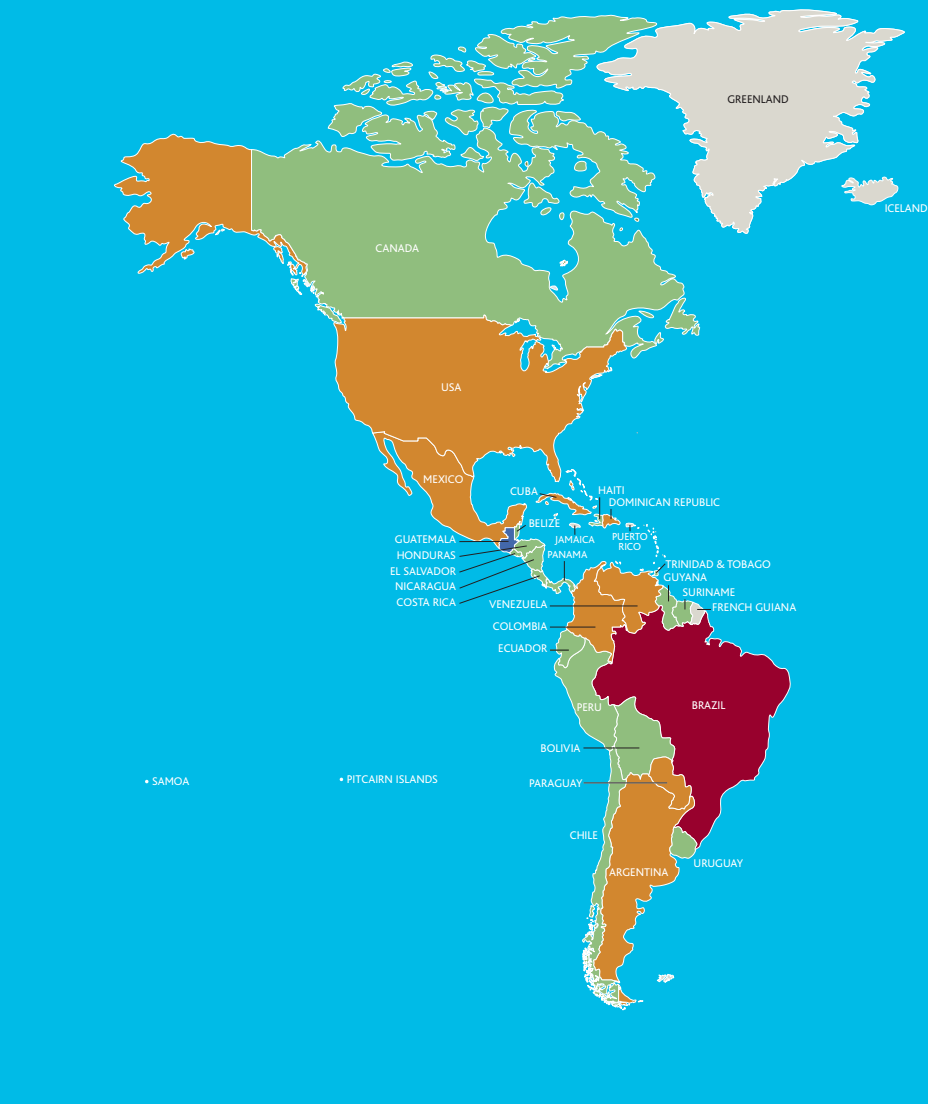 GREENLAND
ICELAND
CANADA
USA
MEXICO
CUBA
HAITI
DOMINICAN REPUBLIC
BELIZE
JAMAICA
PUERTO
RICO
GUATEMALA
HONDURAS
PANAMA
EL SALVADOR
NICARAGUA
COSTA RICA
TRINIDAD & TOBAGO
GUYANA
SURINAME
FRENCH GUIANA
VENEZUELA
COLOMBIA
ECUADOR
PERU
BRAZIL
BOLIVIA
SAMOA
PITCAIRN ISLANDS
PARAGUAY
CHILE
URUGUAY
ARGENTINA